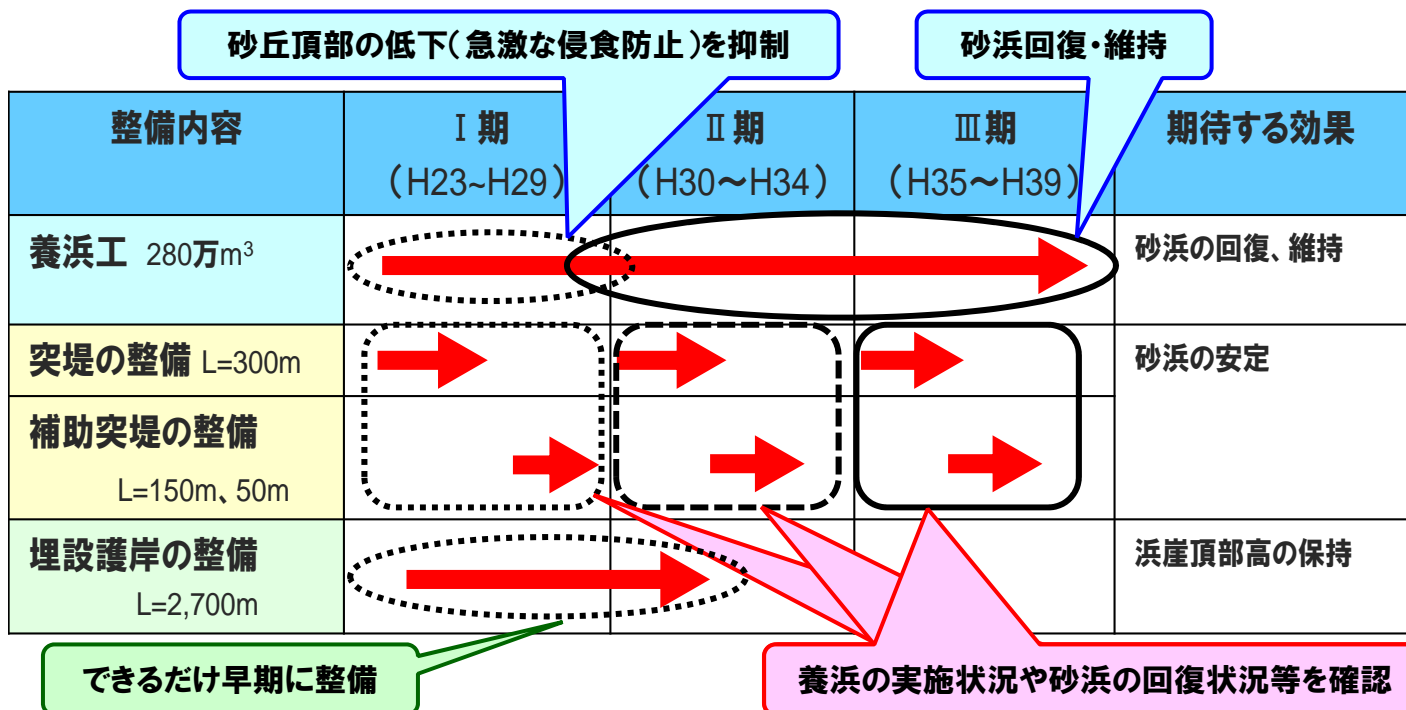 砂丘頂部の低下(急激な侵食防止)を抑制
砂浜回復・維持
整備内容
Ⅰ期
(H23~H29)
Ⅱ期
(H30～H34)
Ⅲ期
(H35～H39)
期待する効果
養浜工 280万m³
砂浜の回復、維持
突堤の整備 L=300m
砂浜の安定
補助突堤の整備
L=150m、50m
埋設護岸の整備
L=2,700m
浜崖頂部高の保持
できるだけ早期に整備
養浜の実施状況や砂浜の回復状況等を確認